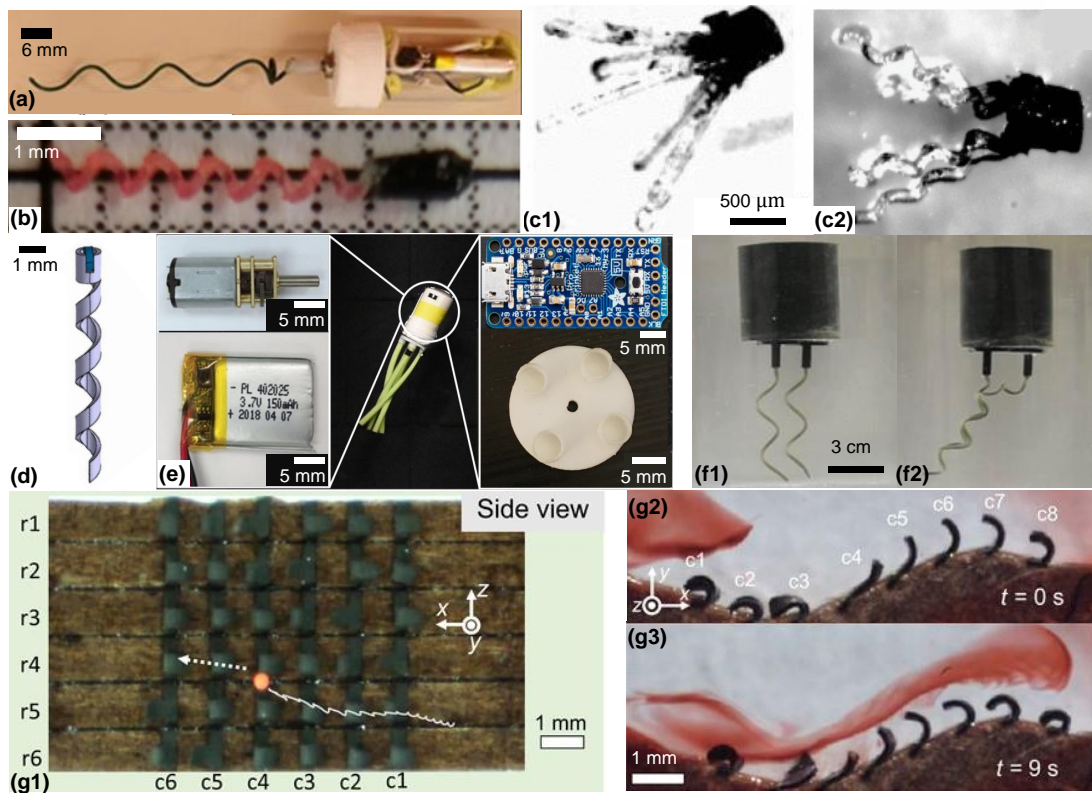 6 mm
(a)
1 mm
(b)
(c1)
500 µm
(c2)
1 mm
(d)
5 mm
- PL 402025
3.7V 150mAh
+ 2018 04 07
(e)
5 mm
5 mm
5 mm
(f1)
3 cm
(f2)
Side view
r1
r2
r3
r4
r5
r6
x
z
y
1 mm
(g1)
c6
c5
c4
c3
c2
c1
(g2)
c1
c2
c3
c4
c5
c6
c7
c8
y
z
x
t = 0 s
(g3)
1 mm
t = 9 s